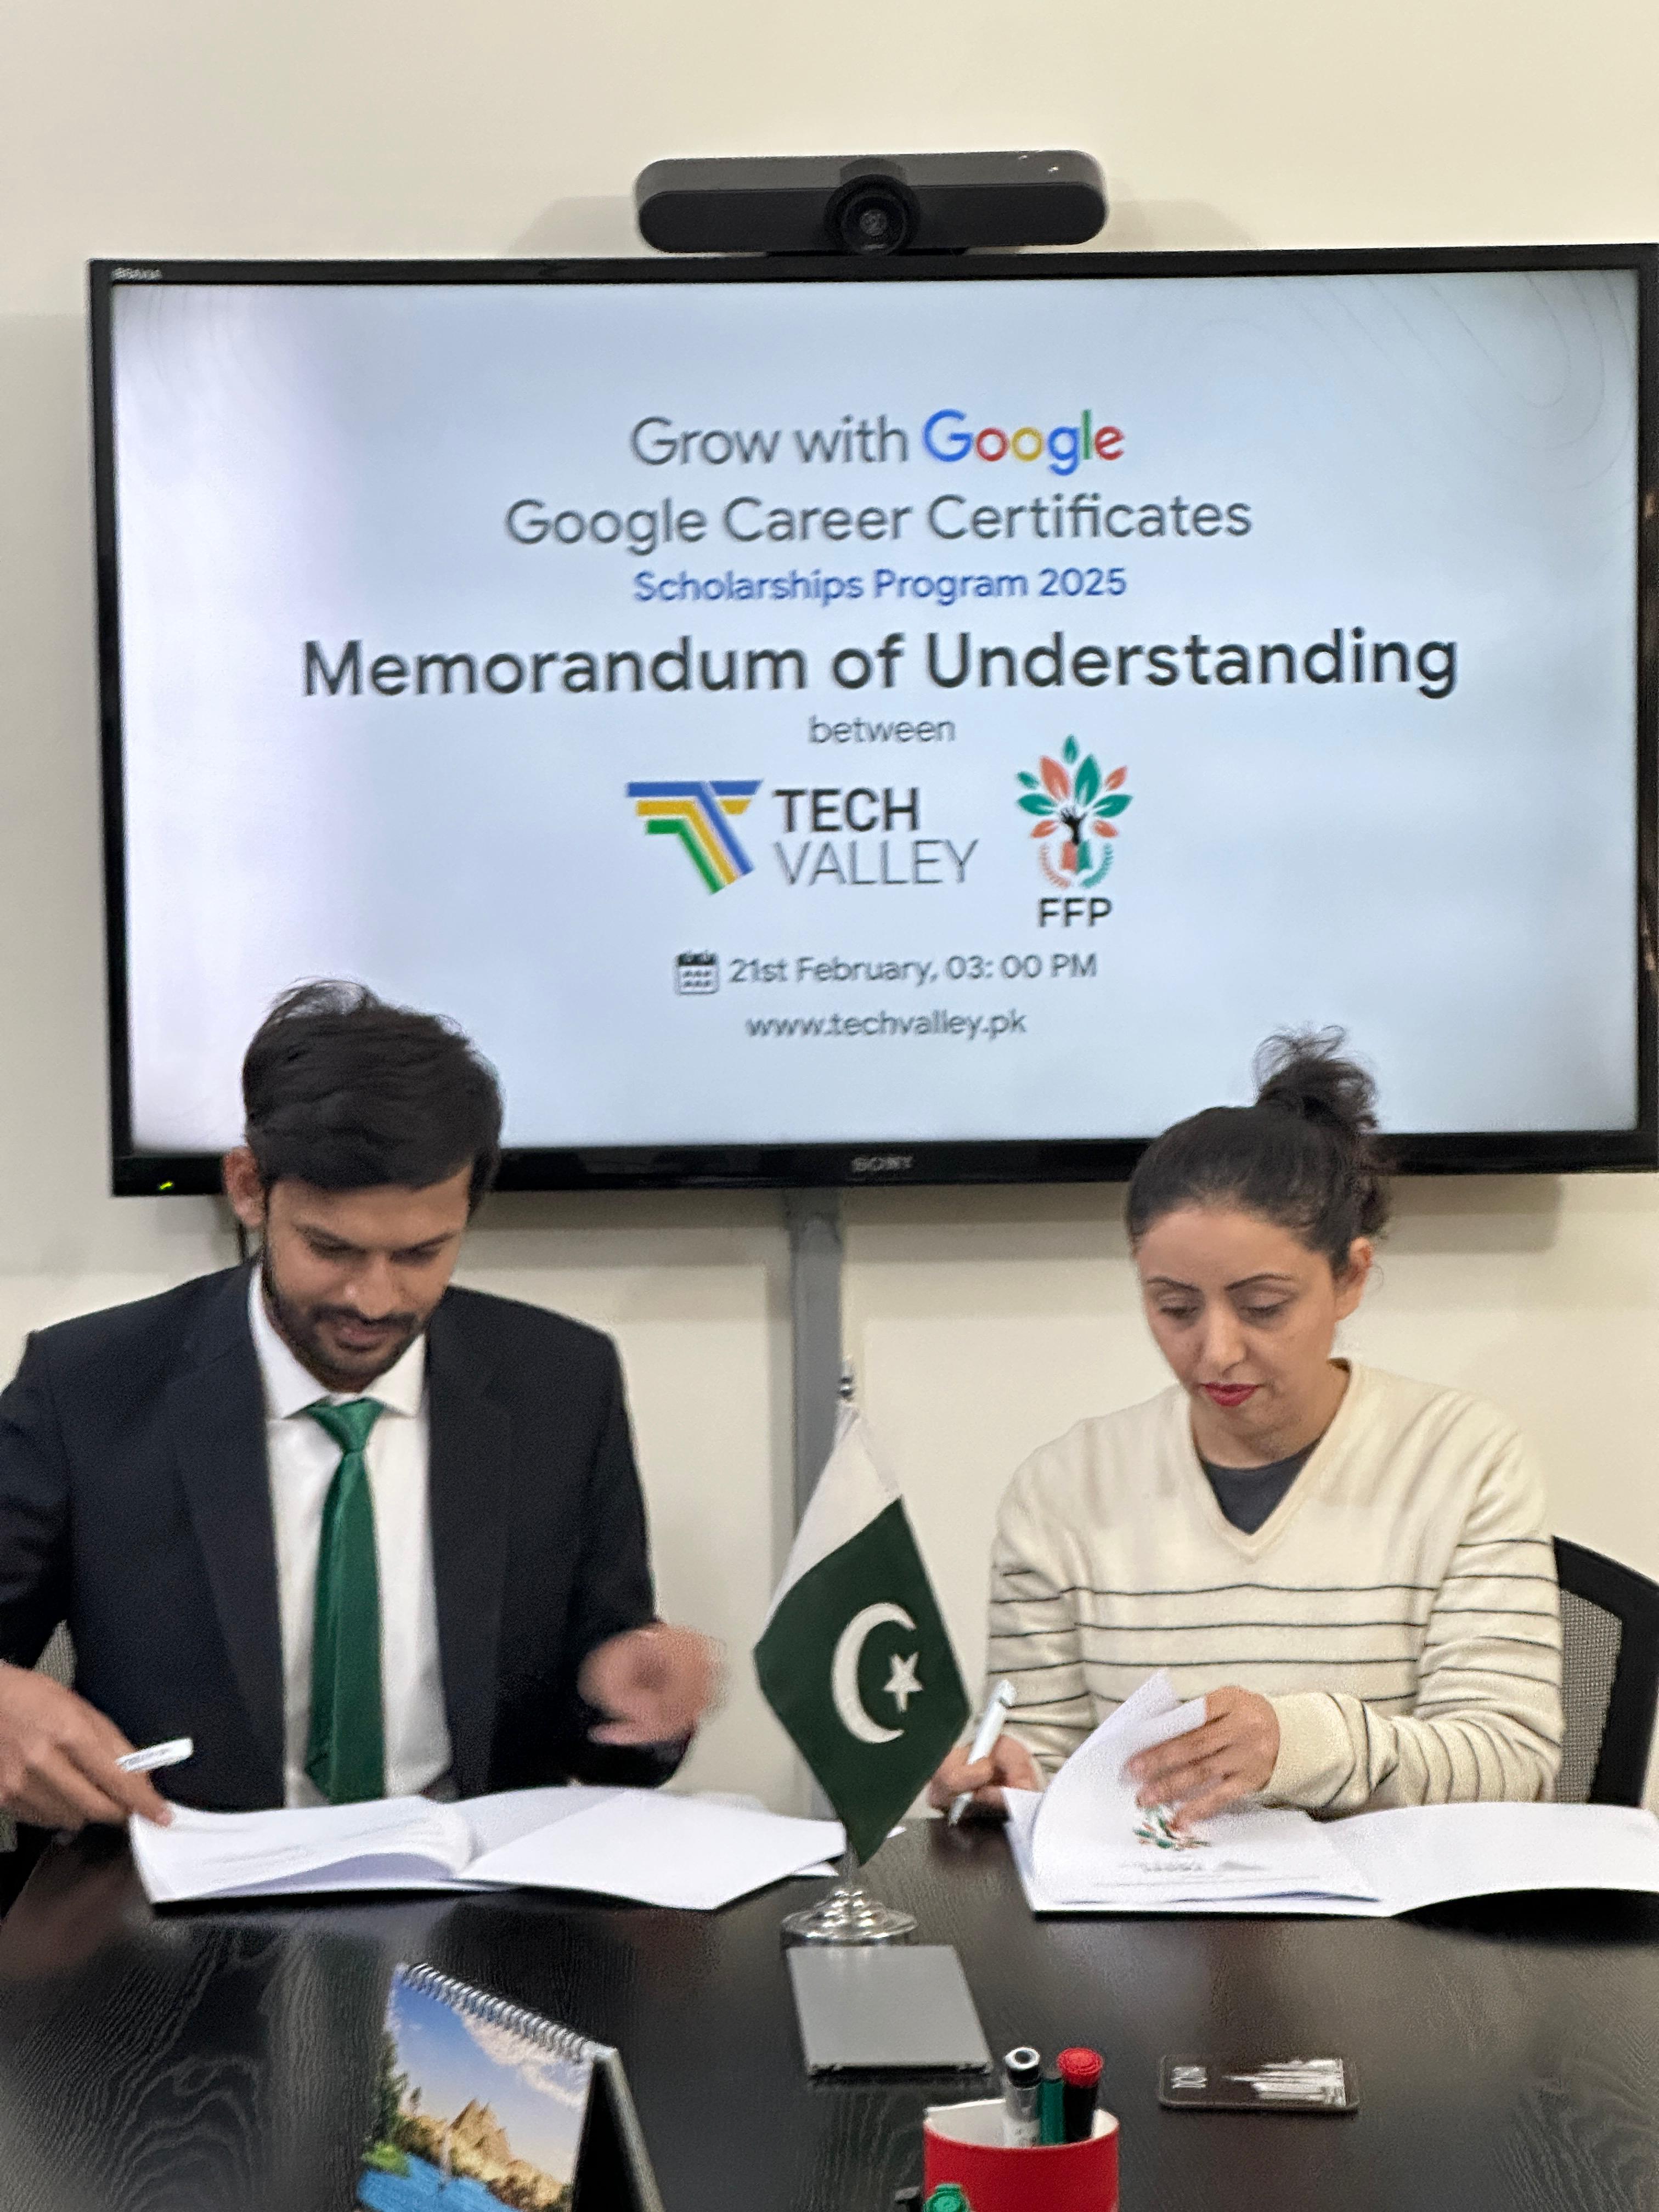 BRAVIA
Grow with Google
Google Career Certificates
Scholarships Program 2025
Memorandum of Understanding
between
TECH
VALLEY
FFP
21st February, 03: 00 PM
www.techvalley.pk
SONY